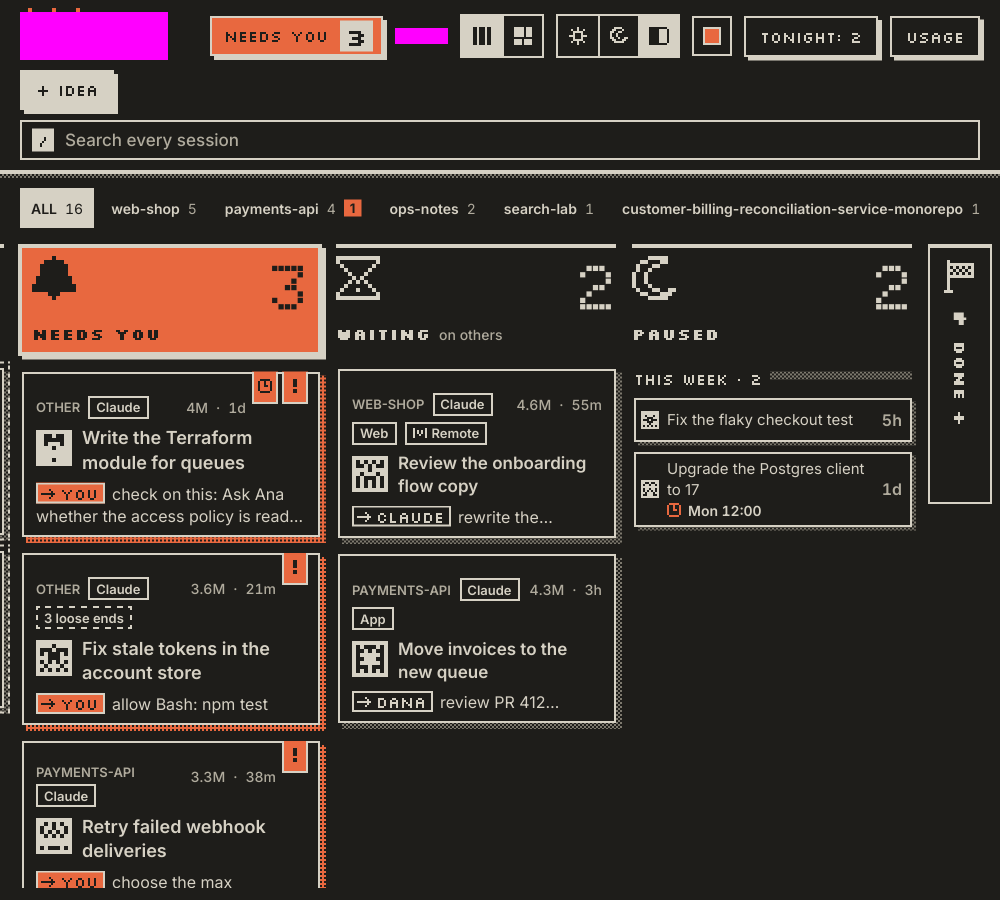 NEEDS YOU 3
TONIGHT: 2
USAGE
+ IDEA
/ Search every session
ALL 16
web-shop 5
payments-api 4 1
ops-notes 2
search-lab 1
customer-billing-reconciliation-service-monorepo 1
3
NEEDS YOU
OTHER Claude 4M · 1d !
Write the Terraform
module for queues
→ YOU check on this: Ask Ana
whether the access policy is read...
OTHER Claude 3.6M · 21m !
3 loose ends
Fix stale tokens in the
account store
→ YOU allow Bash: npm test
PAYMENTS-API 3.3M · 38m !
Claude
Retry failed webhook
deliveries
→ YOU choose the max
2
WAITING on others
WEB-SHOP Claude 4.6M · 55m
Web Remote
Review the onboarding
flow copy
→ CLAUDE rewrite the...
PAYMENTS-API Claude 4.3M · 3h
App
Move invoices to the
new queue
→ DANA review PR 412...
2
PAUSED
THIS WEEK · 2
Fix the flaky checkout test 5h
Upgrade the Postgres client
to 17 1d
Mon 12:00
4 DONE +